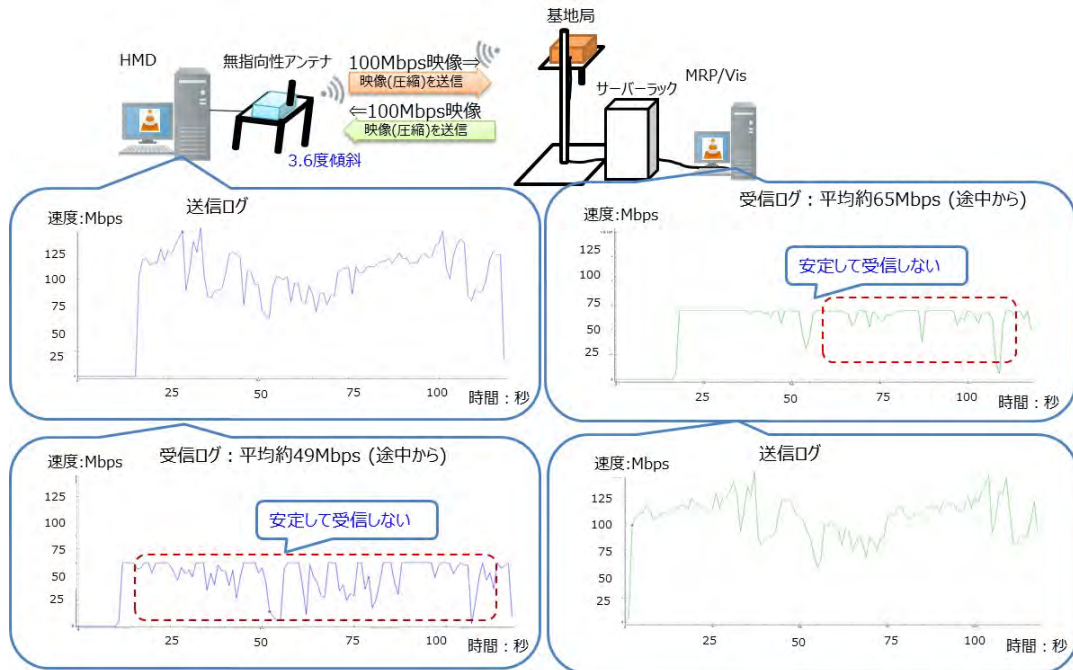 基地局
HMD
無指向性アンテナ
100Mbps映像⇒
映像(圧縮)を送信
⇐100Mbps映像
映像(圧縮)を送信
3.6度傾斜
サーバーラック
MRP/Vis
送信ログ
速度:Mbps
125
100
75
50
25
25
50
75
100
時間：秒
受信ログ：平均約65Mbps (途中から)
速度:Mbps
安定して受信しない
125
100
75
50
25
25
50
75
100
時間：秒
受信ログ：平均約49Mbps (途中から)
速度:Mbps
安定して受信しない
125
100
75
50
25
25
50
75
100
時間：秒
送信ログ
速度:Mbps
125
100
75
50
25
25
50
75
100
時間：秒